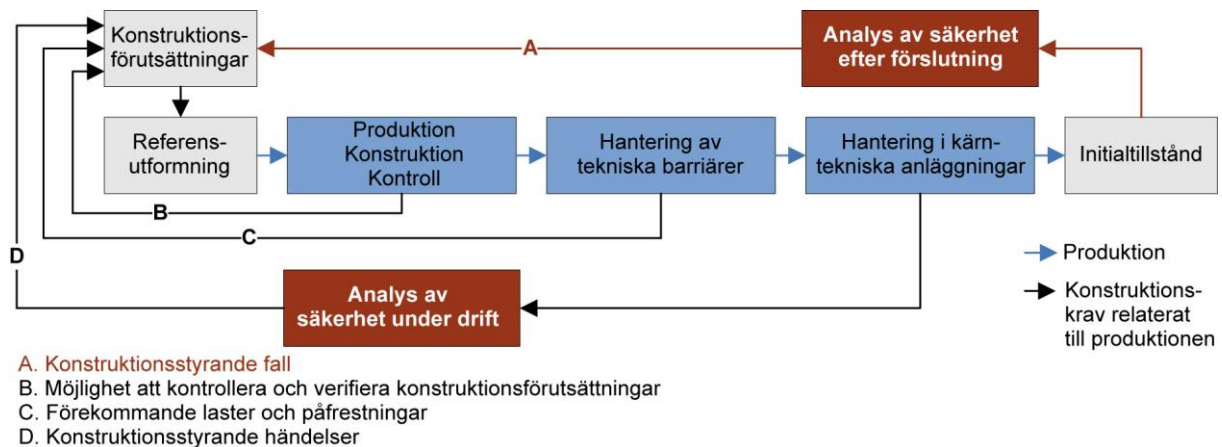 Konstruktions-
förutsättningar
A
Analys av säkerhet
efter förslutning
Referens-
utformning
Produktion
Konstruktion
Kontroll
Hantering av
tekniska barriärer
Hantering i kärn-
tekniska anläggningar
Initialtillstånd
B
C
D
Analys av
säkerhet under drift
Produktion
Konstruktions-
krav relaterat
till produktionen
A. Konstruktionsstyrande fall
B. Möjlighet att kontrollera och verifiera konstruktionsförutsättningar
C. Förekommande laster och påfrestningar
D. Konstruktionsstyrande händelser